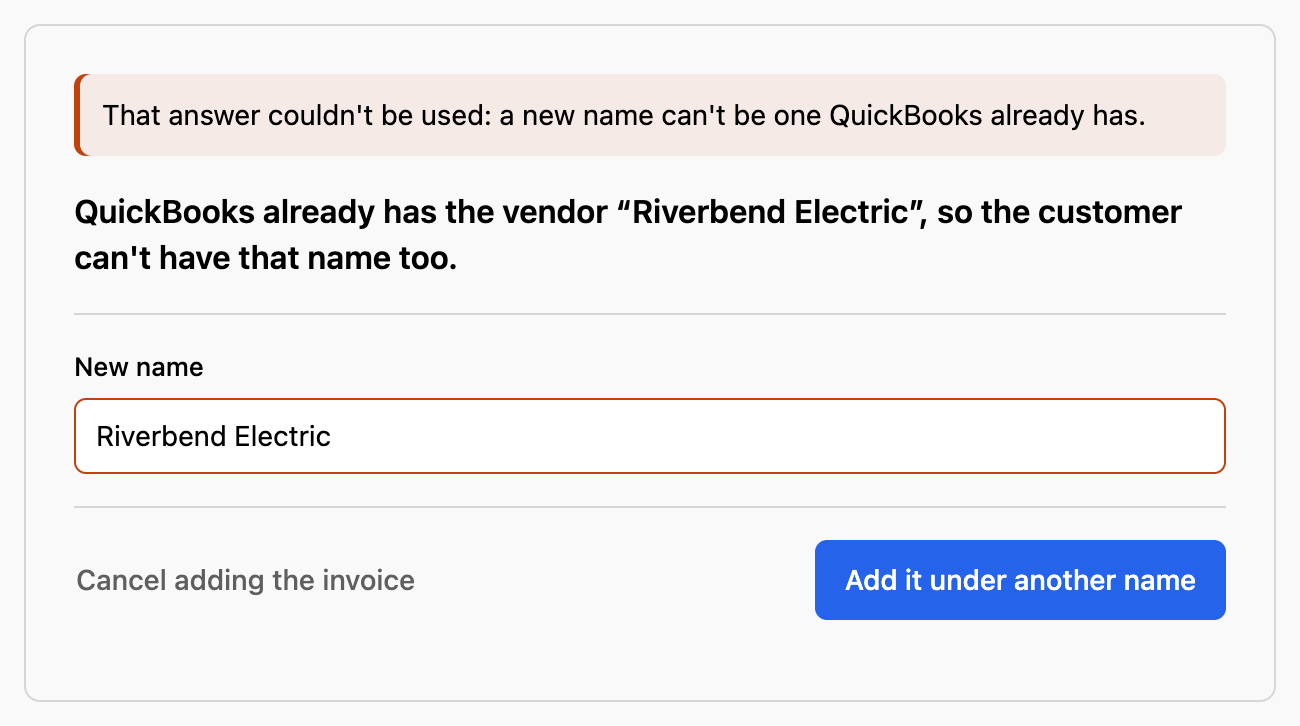 That answer couldn't be used: a new name can't be one QuickBooks already has.
QuickBooks already has the vendor “Riverbend Electric”, so the customer
can't have that name too.
New name
Riverbend Electric
Cancel adding the invoice
Add it under another name